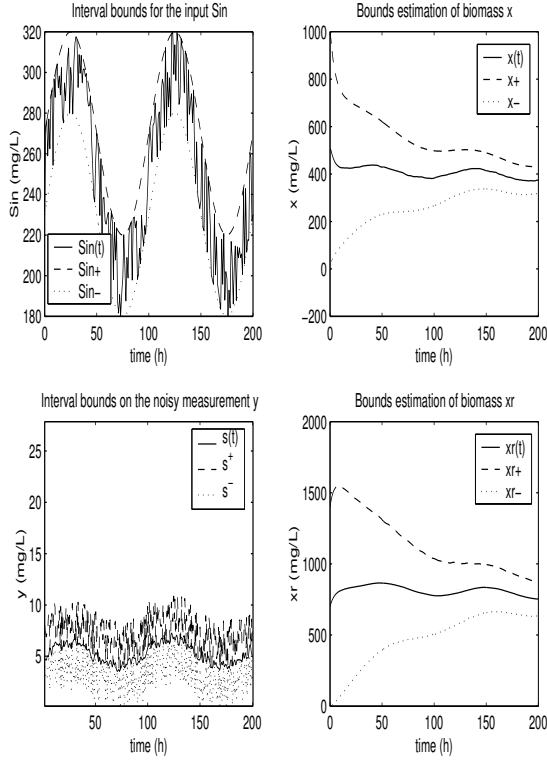 Interval bounds for the input Sin
320
300
280
260
240
220
200
180
Sin (mg/L)
Sin(t)
Sin+
Sin−
0
50
100
150
200
time (h)
Bounds estimation of biomass x
1000
800
600
400
200
0
−200
x (mg/L)
x(t)
x+
x−
0
50
100
150
200
time (h)
Interval bounds on the noisy measurement y
25
20
15
10
5
y (mg/L)
s(t)
s+
s−
50
100
150
200
time (h)
Bounds estimation of biomass xr
2000
1500
1000
500
0
xr (mg/L)
xr(t)
xr+
xr−
0
50
100
150
200
time (h)